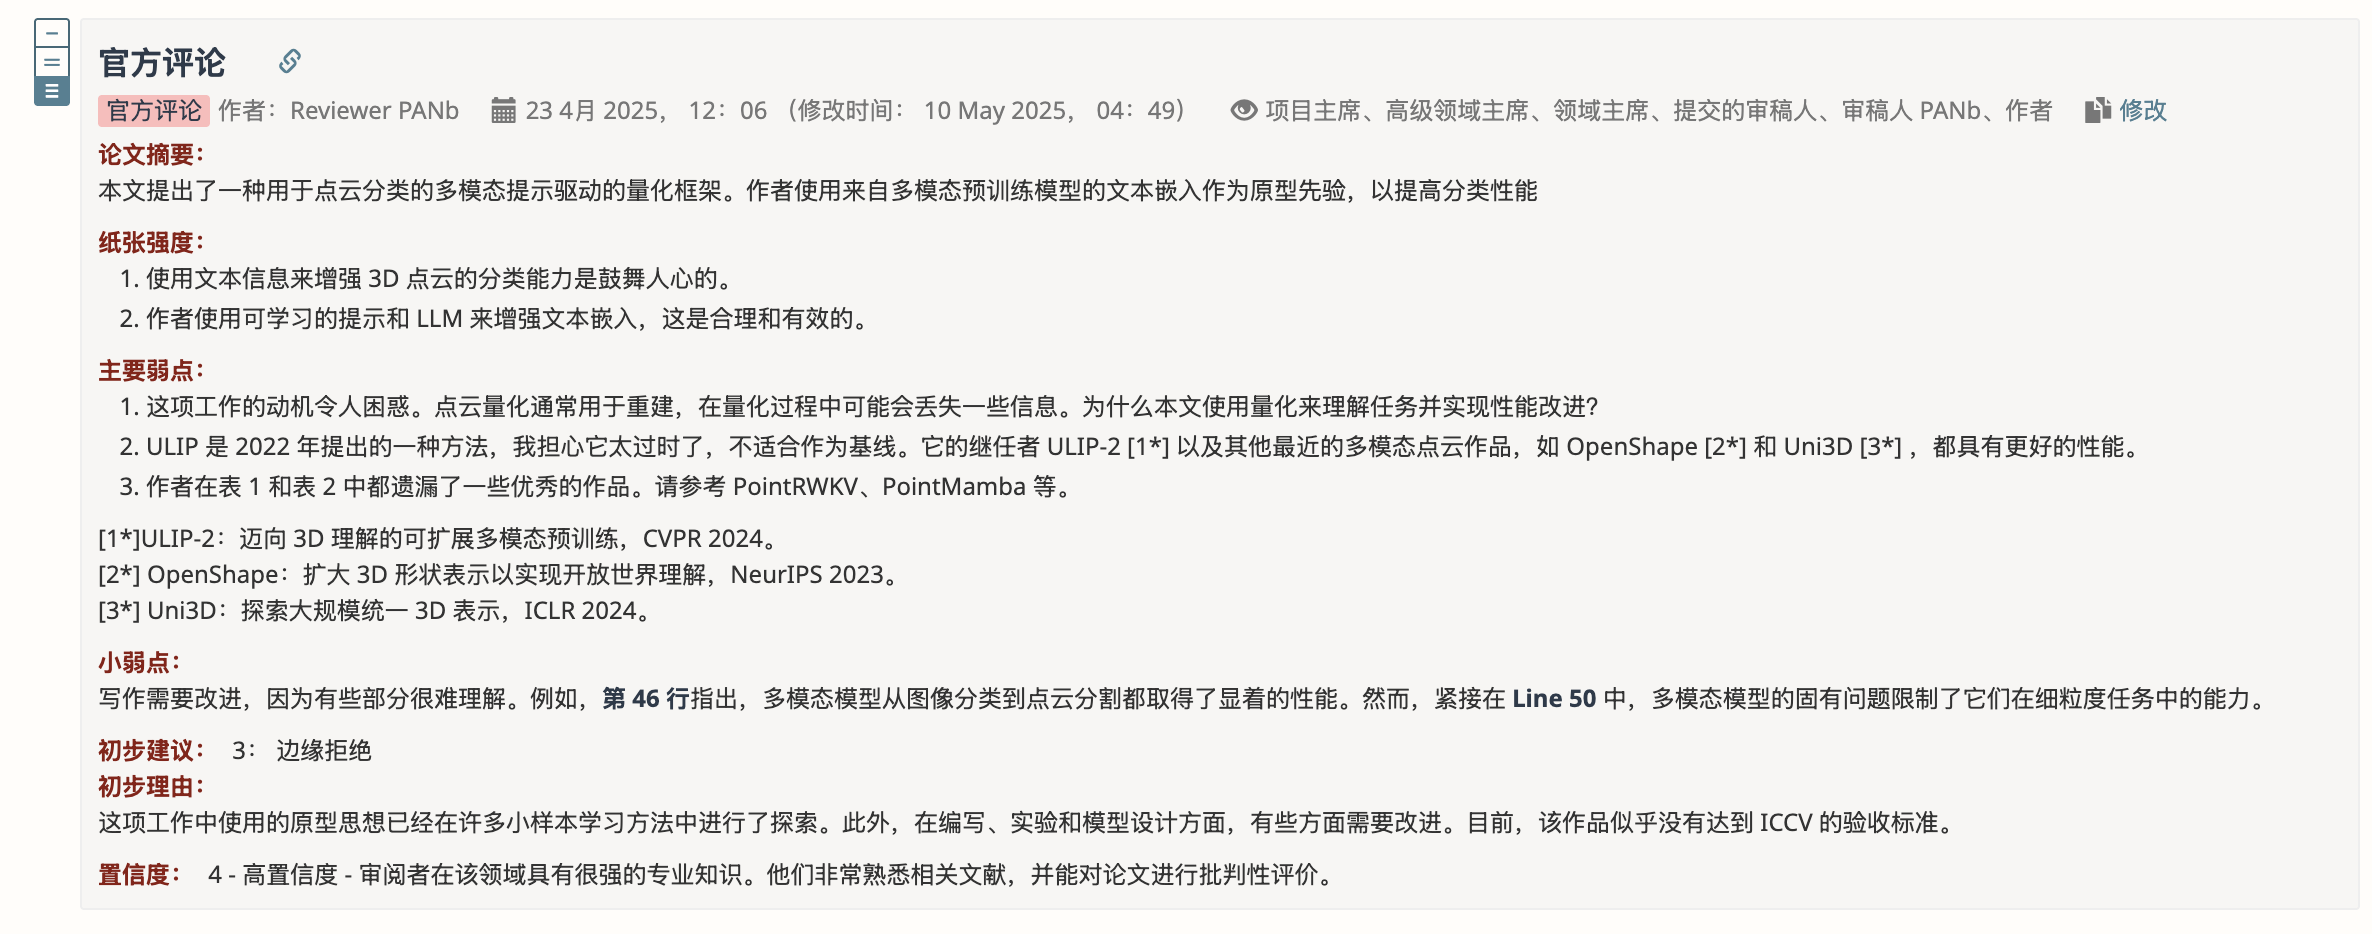 官方评论
官方评论 作者：Reviewer PANb 23 4月 2025， 12：06 （修改时间： 10 May 2025， 04：49） 项目主席、高级领域主席、领域主席、提交的审稿人、审稿人 PANb、作者 修改
论文摘要：
本文提出了一种用于点云分类的多模态提示驱动的量化框架。作者使用来自多模态预训练模型的文本嵌入作为原型先验，以提高分类性能
纸张强度：
1. 使用文本信息来增强 3D 点云的分类能力是鼓舞人心的。
2. 作者使用可学习的提示和 LLM 来增强文本嵌入，这是合理和有效的。
主要弱点：
1. 这项工作的动机令人困惑。点云量化通常用于重建，在量化过程中可能会丢失一些信息。为什么本文使用量化来理解任务并实现性能改进？
2. ULIP 是 2022 年提出的一种方法，我担心它太过时了，不适合作为基线。它的继任者 ULIP-2 [1*] 以及其他最近的多模态点云作品，如 OpenShape [2*] 和 Uni3D [3*] ，都具有更好的性能。
3. 作者在表 1 和表 2 中都遗漏了一些优秀的作品。请参考 PointRWKV、PointMamba 等。
[1*]ULIP-2：迈向 3D 理解的可扩展多模态预训练，CVPR 2024。
[2*] OpenShape：扩大 3D 形状表示以实现开放世界理解，NeurIPS 2023。
[3*] Uni3D：探索大规模统一 3D 表示，ICLR 2024。
小弱点：
写作需要改进，因为有些部分很难理解。例如，第 46 行指出，多模态模型从图像分类到点云分割都取得了显着的性能。然而，紧接在 Line 50 中，多模态模型的固有问题限制了它们在细粒度任务中的能力。
初步建议： 3： 边缘拒绝
初步理由：
这项工作中使用的原型思想已经在许多小样本学习方法中进行了探索。此外，在编写、实验和模型设计方面，有些方面需要改进。目前，该作品似乎没有达到 ICCV 的验收标准。
置信度： 4 - 高置信度 - 审阅者在该领域具有很强的专业知识。他们非常熟悉相关文献，并能对论文进行批判性评价。